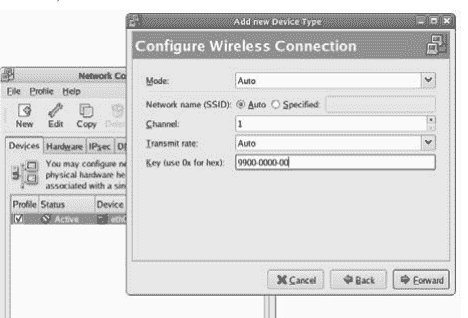 Add new Device Type
Configure Wireless Connection
Mode: Auto
Network name (SSID): Auto Specified:
Channel: 1
Transmit rate: Auto
Key (use 0x for hex): 9900-0000-00
Cancel Back Forward
Network Co
File Profile Help
New Edit Copy
Devices Hardware IPsec
You may configure ne
physical hardware he
associated with a sin
Profile Status Device
Active eth0